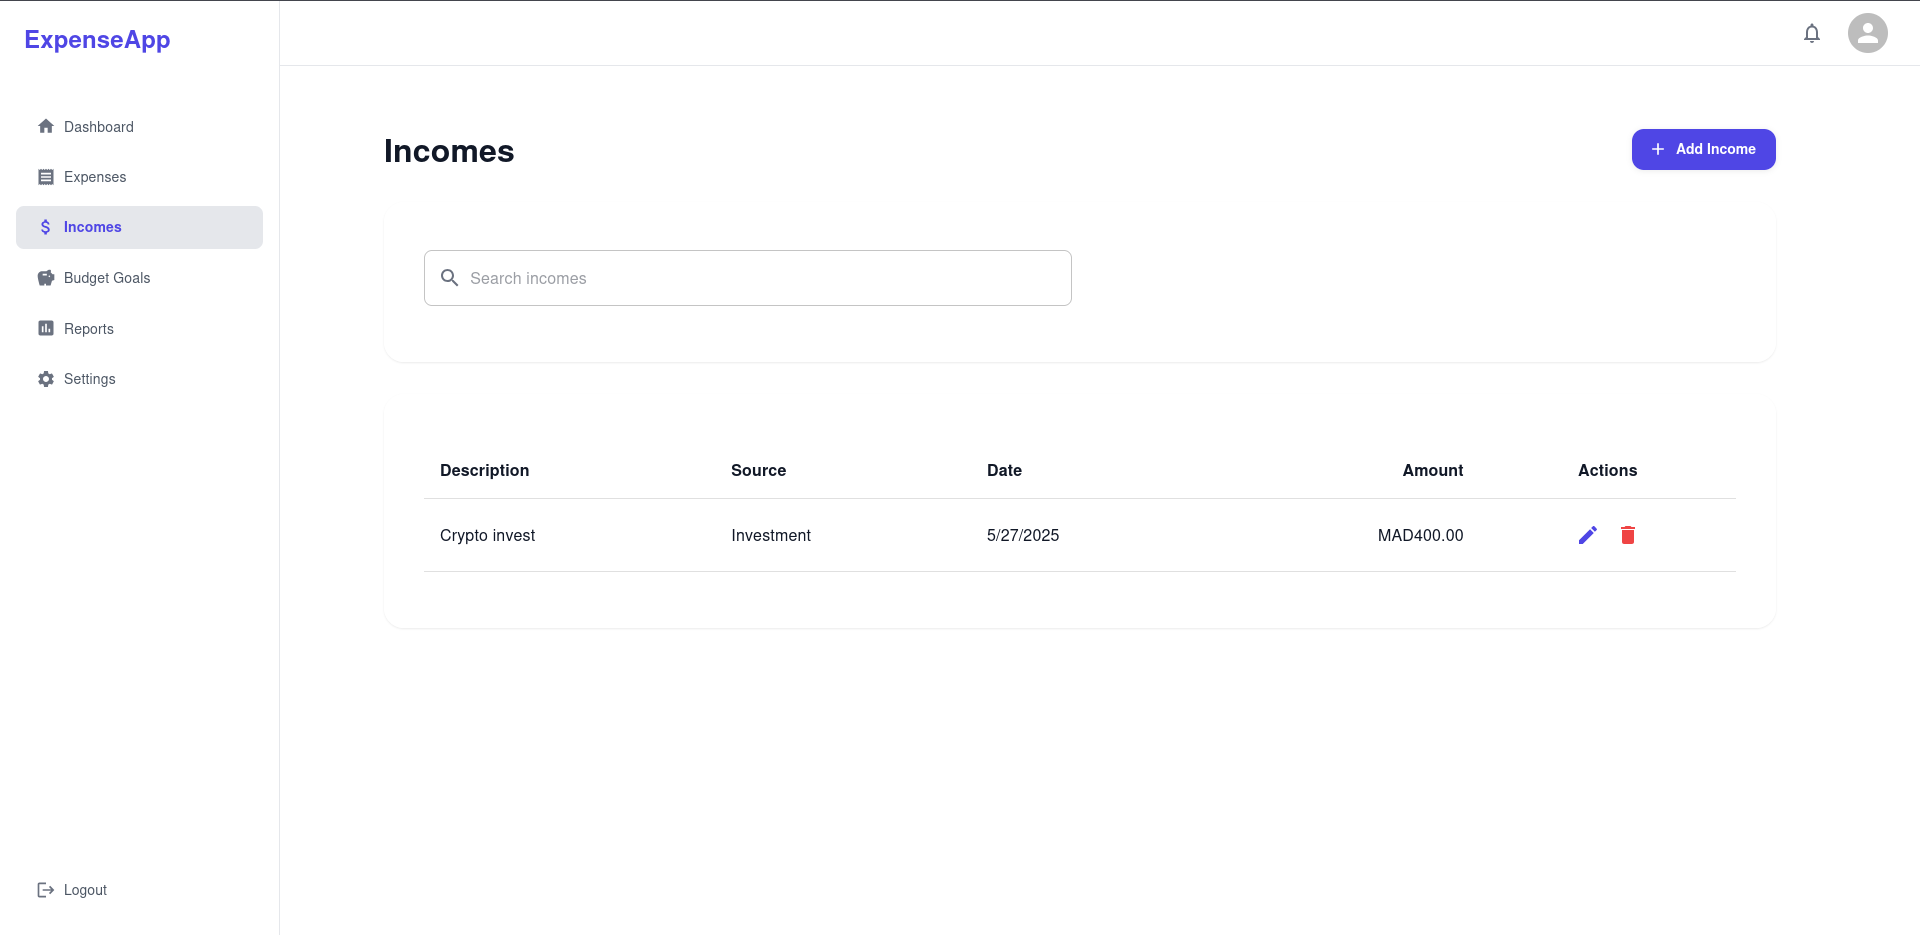 ExpenseApp
Dashboard
Expenses
Incomes
Budget Goals
Reports
Settings
Logout
Incomes
Add Income
Search incomes
Description Source Date Amount Actions
Crypto invest Investment 5/27/2025 MAD400.00